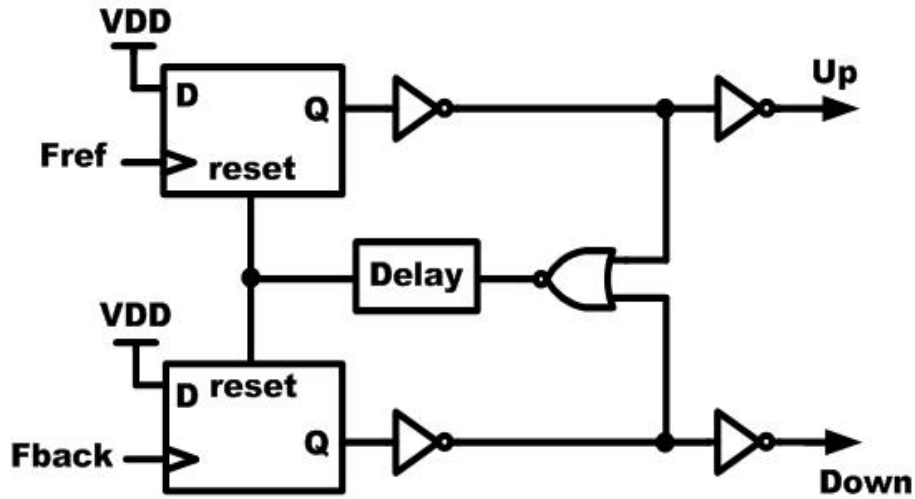 VDD
D
Q
Up
Fref
reset
Delay
VDD
reset
D
Q
Fback
Down